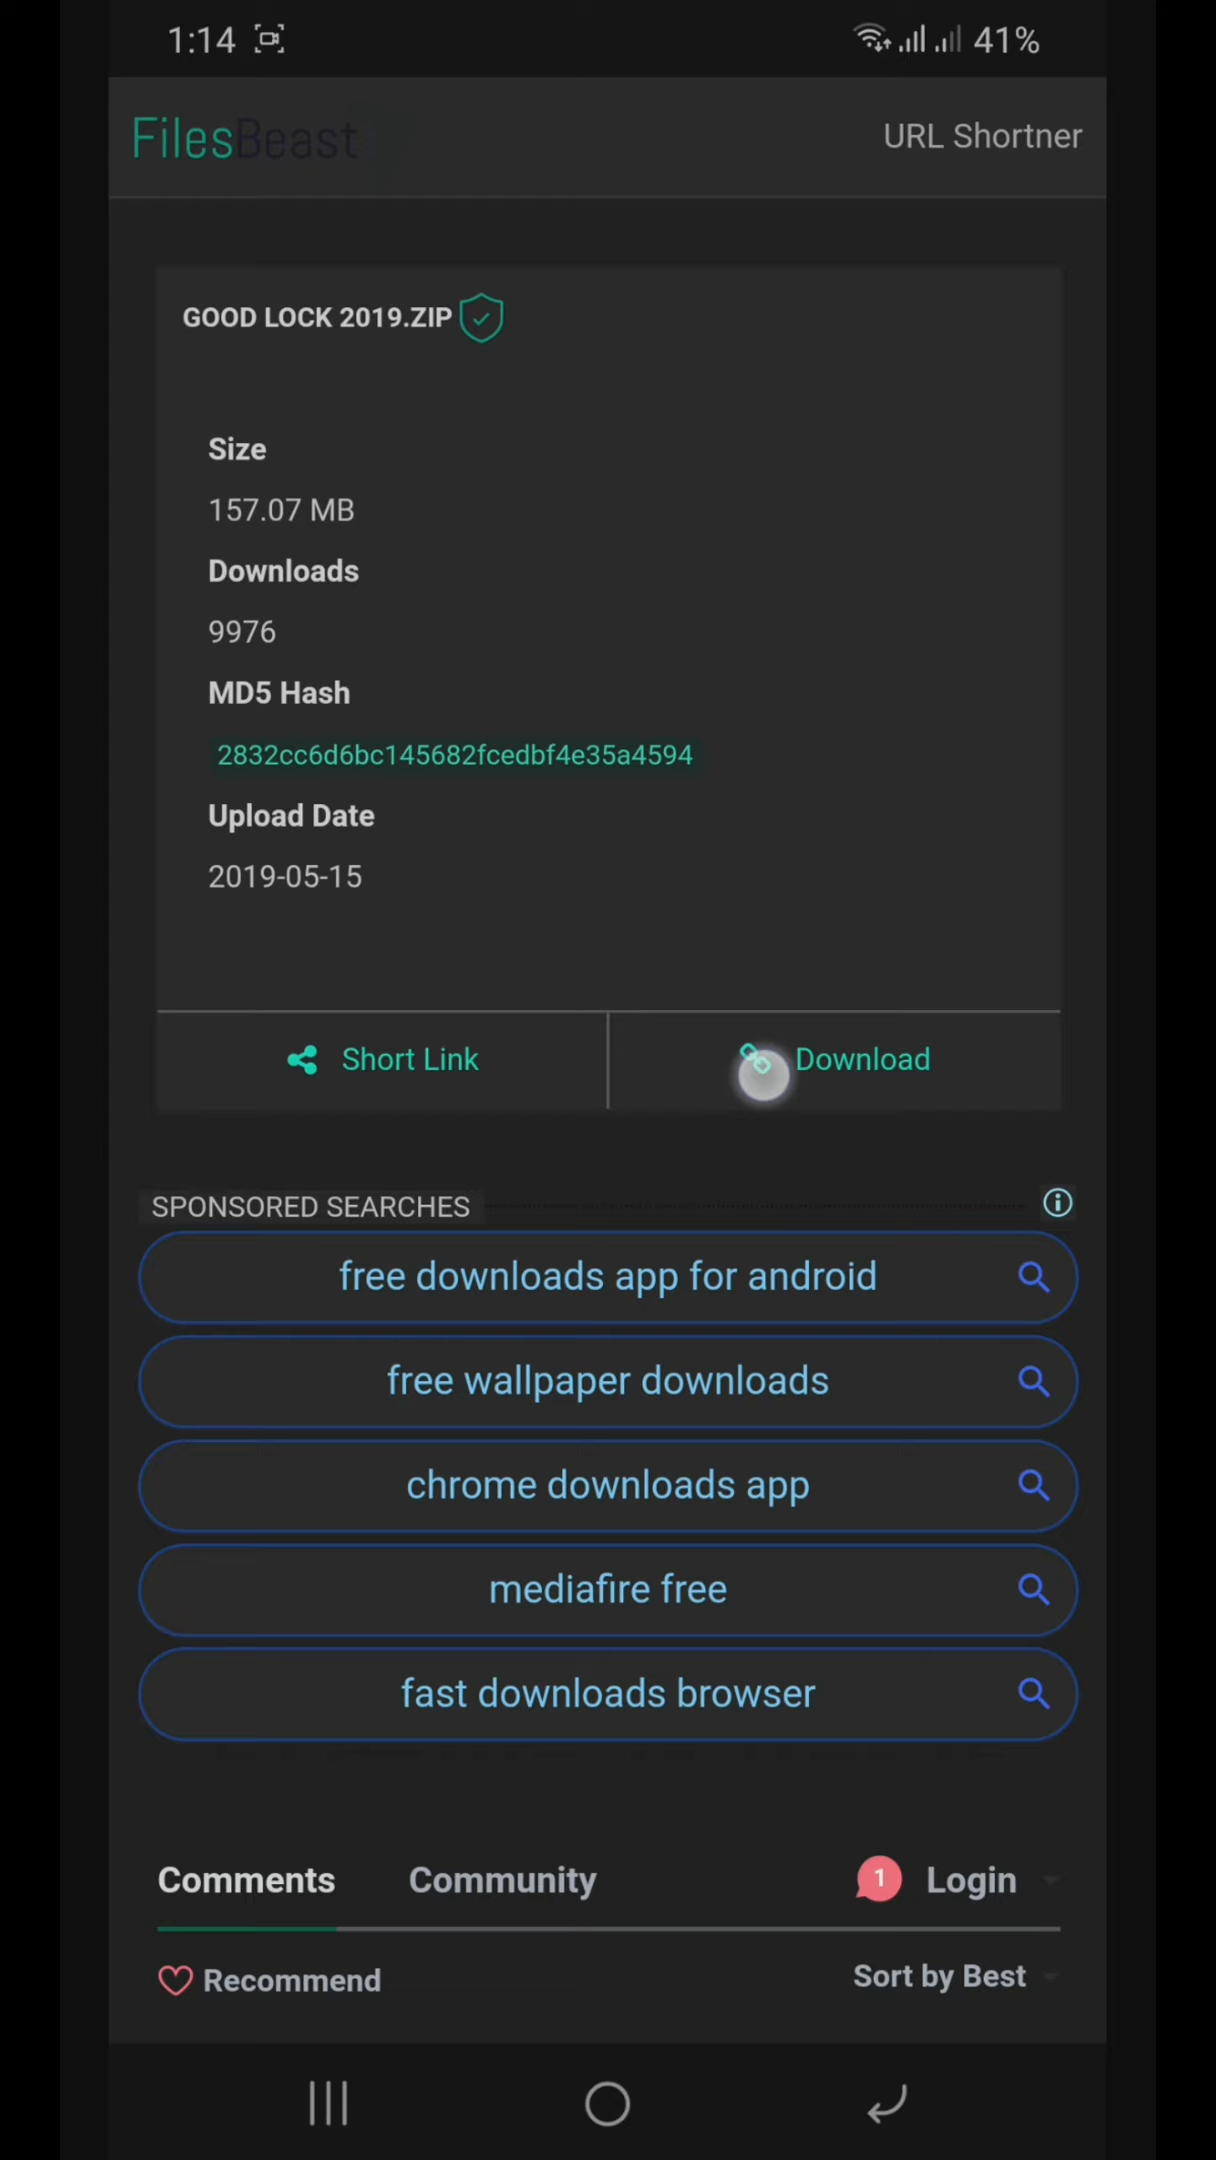 1:14
41%
FilesBeast
URL Shortner
GOOD LOCK 2019.ZIP
Size
157.07 MB
Downloads
9976
MD5 Hash
2832cc6d6bc145682fcedbf4e35a4594
Upload Date
2019-05-15
Short Link
Download
SPONSORED SEARCHES
free downloads app for android
free wallpaper downloads
chrome downloads app
mediafire free
fast downloads browser
Comments
Community
1
Login
Recommend
Sort by Best